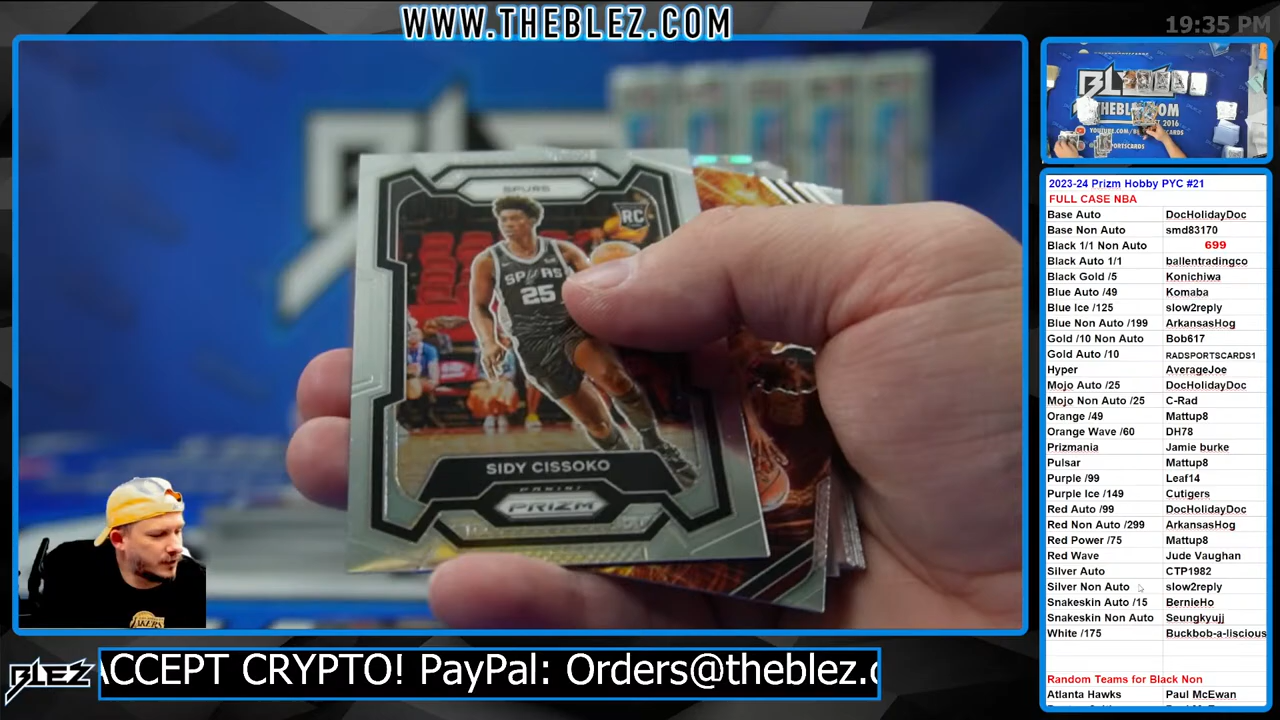 WWW.THEBLEZ.COM
19:35 PM
SPURS
RC
SPURS
25
SIDY CISSOKO
PANINI
PRIZM
BLEZ
THEBLEZ.COM
2016
2023-24 Prizm Hobby PYC #21
FULL CASE NBA
Base Auto DocHolidayDoc
Base Non Auto smd83170
Black 1/1 Non Auto 699
Black Auto 1/1 ballentradingco
Black Gold /5 Konichiwa
Blue Auto /49 Komaba
Blue Ice /125 slow2reply
Blue Non Auto /199 ArkansasHog
Gold /10 Non Auto Bob617
Gold Auto /10 RADSPORTSCARDS1
Hyper AverageJoe
Mojo Auto /25 DocHolidayDoc
Mojo Non Auto /25 C-Rad
Orange /49 Mattup8
Orange Wave /60 DH78
Prizmania Jamie burke
Pulsar Mattup8
Purple /99 Leaf14
Purple Ice /149 Cutigers
Red Auto /99 DocHolidayDoc
Red Non Auto /299 ArkansasHog
Red Power /75 Mattup8
Red Wave Jude Vaughan
Silver Auto CTP1982
Silver Non Auto slow2reply
Snakeskin Auto /15 BernieHo
Snakeskin Non Auto Seungkyujj
White /175 Buckbob-a-liscious
Random Teams for Black Non
Atlanta Hawks Paul McEwan
BLEZ
ACCEPT CRYPTO! PayPal: Orders@theblez.c